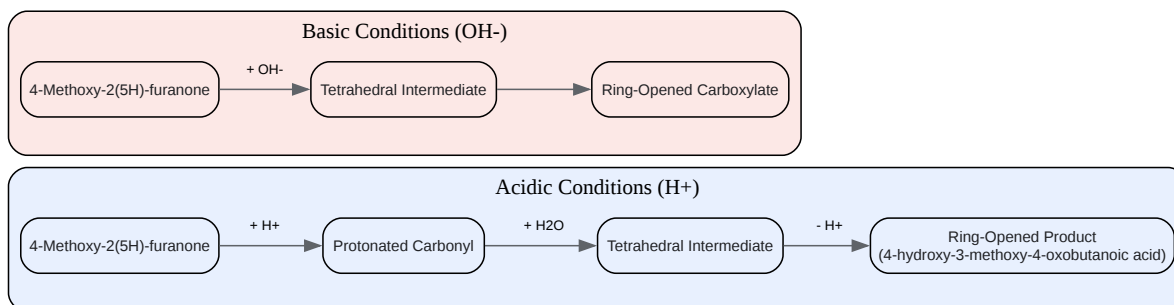 Basic Conditions (OH-)
4-Methoxy-2(5H)-furanone
+ OH-
Tetrahedral Intermediate
Ring-Opened Carboxylate
Acidic Conditions (H+)
4-Methoxy-2(5H)-furanone
+ H+
Protonated Carbonyl
+ H2O
Tetrahedral Intermediate
- H+
Ring-Opened Product
(4-hydroxy-3-methoxy-4-oxobutanoic acid)